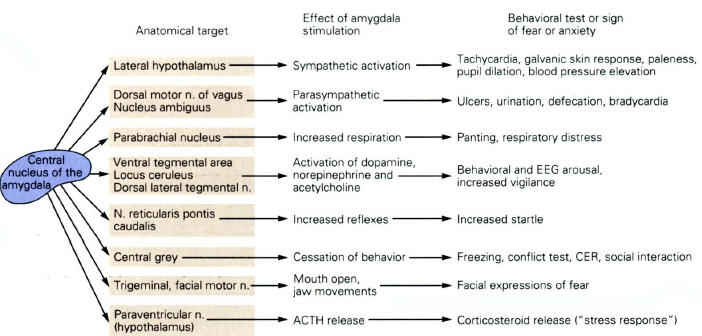 Anatomical target
Effect of amygdala
stimulation
Behavioral test or sign
of fear or anxiety
Central
nucleus of the
amygdala
Lateral hypothalamus
Sympathetic activation
Tachycardia, galvanic skin response, paleness,
pupil dilation, blood pressure elevation
Dorsal motor n. of vagus
Nucleus ambiguus
Parasympathetic
activation
Ulcers, urination, defecation, bradycardia
Parabrachial nucleus
Increased respiration
Panting, respiratory distress
Ventral tegmental area
Locus ceruleus
Dorsal lateral tegmental n.
Activation of dopamine,
norepinephrine and
acetylcholine
Behavioral and EEG arousal,
increased vigilance
N. reticularis pontis
caudalis
Increased reflexes
Increased startle
Central grey
Cessation of behavior
Freezing, conflict test, CER, social interaction
Trigeminal, facial motor n.
Mouth open,
jaw movements
Facial expressions of fear
Paraventricular n.
(hypothalamus)
ACTH release
Corticosteroid release ("stress response")